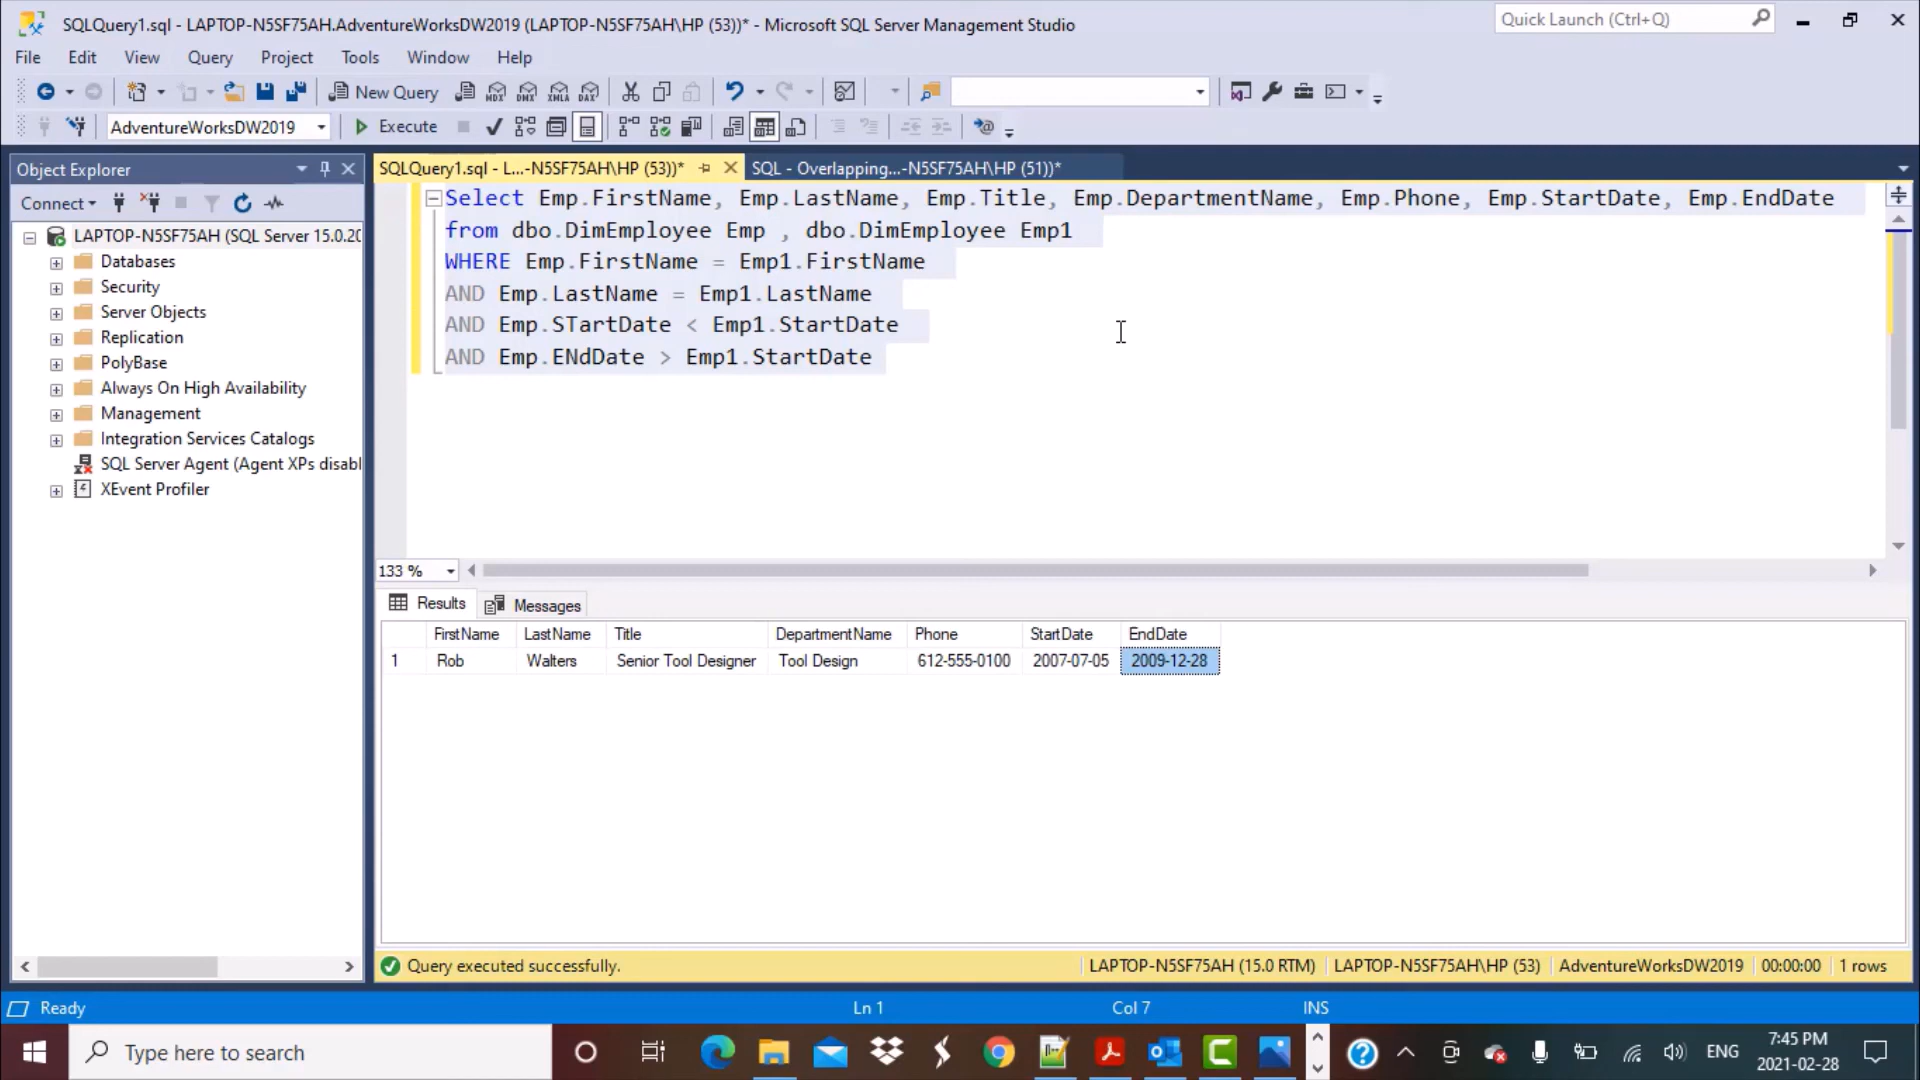 SQLQuery1.sql - LAPTOP-N5SF75AH.AdventureWorksDW2019 (LAPTOP-N5SF75AH\HP (53))* - Microsoft SQL Server Management Studio
Quick Launch (Ctrl+Q)
File Edit View Query Project Tools Window Help
New Query MDX DMX XMLA DAX
AdventureWorksDW2019 Execute
Object Explorer
SQLQuery1.sql - L...-N5SF75AH\HP (53))* SQL - Overlapping...-N5SF75AH\HP (51))*
Connect
LAPTOP-N5SF75AH (SQL Server 15.0.20
Databases
Security
Server Objects
Replication
PolyBase
Always On High Availability
Management
Integration Services Catalogs
SQL Server Agent (Agent XPs disabl
XEvent Profiler
Select Emp.FirstName, Emp.LastName, Emp.Title, Emp.DepartmentName, Emp.Phone, Emp.StartDate, Emp.EndDate
from dbo.DimEmployee Emp , dbo.DimEmployee Emp1
WHERE Emp.FirstName = Emp1.FirstName
AND Emp.LastName = Emp1.LastName
AND Emp.STartDate < Emp1.StartDate
AND Emp.ENdDate > Emp1.StartDate
133 %
Results Messages
FirstName LastName Title DepartmentName Phone StartDate EndDate
1 Rob Walters Senior Tool Designer Tool Design 612-555-0100 2007-07-05 2009-12-28
Query executed successfully. LAPTOP-N5SF75AH (15.0 RTM) LAPTOP-N5SF75AH\HP (53) AdventureWorksDW2019 00:00:00 1 rows
Ready Ln 1 Col 7 INS
Type here to search
ENG
7:45 PM
2021-02-28